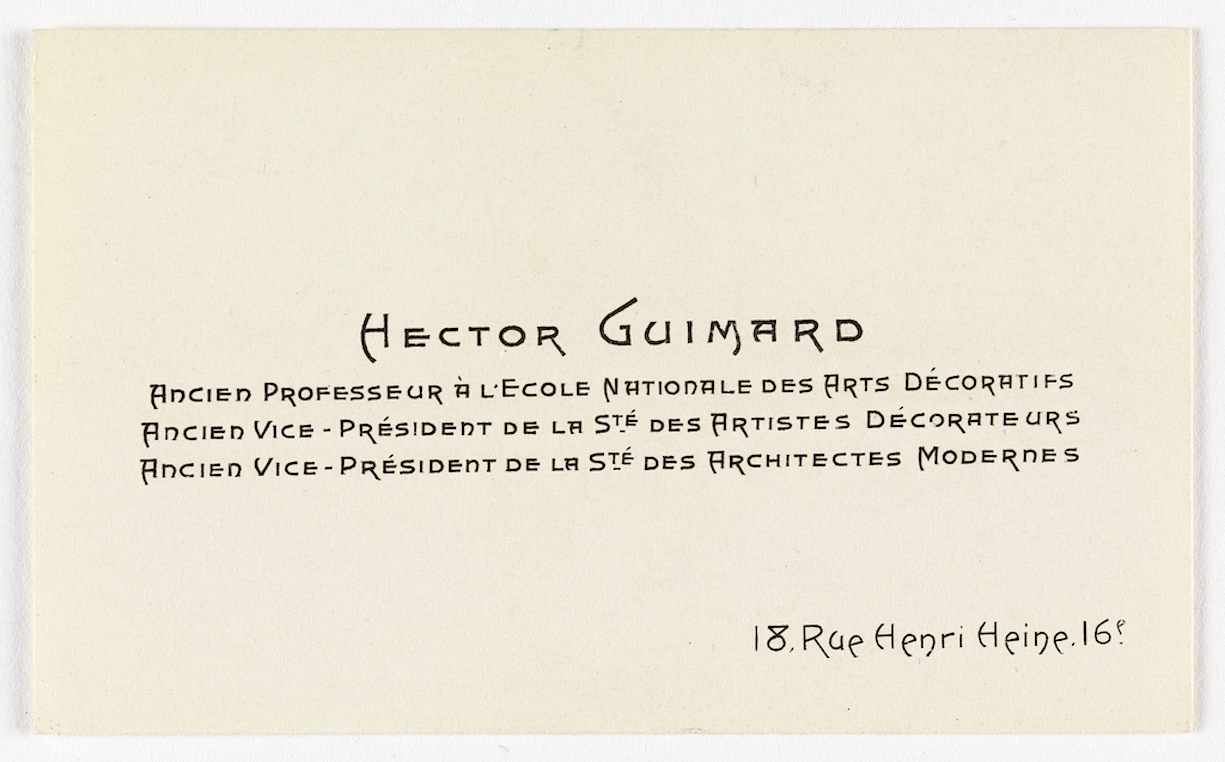 Hector Guimard
Ancien Professeur à l'Ecole Nationale des Arts Décoratifs
Ancien Vice-Président de la Sté des Artistes Décorateurs
Ancien Vice-Président de la Sté des Architectes Modernes
18, Rue Henri Heine. 16e